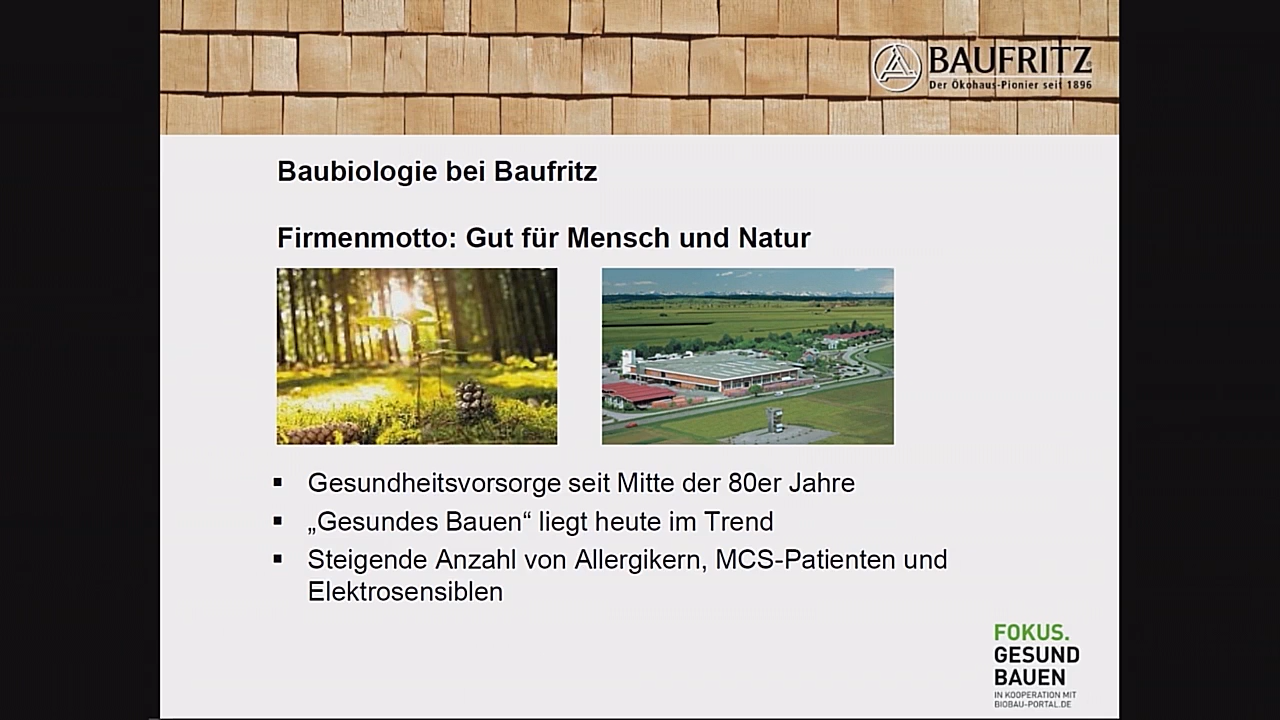 BAUFRITZ
Der Ökohaus-Pionier seit 1896
Baubiologie bei Baufritz
Firmenmotto: Gut für Mensch und Natur
▪ Gesundheitsvorsorge seit Mitte der 80er Jahre
▪ „Gesundes Bauen“ liegt heute im Trend
▪ Steigende Anzahl von Allergikern, MCS-Patienten und
Elektrosensiblen
FOKUS.
GESUND
BAUEN
IN KOOPERATION MIT
BIOBAU-PORTAL.DE